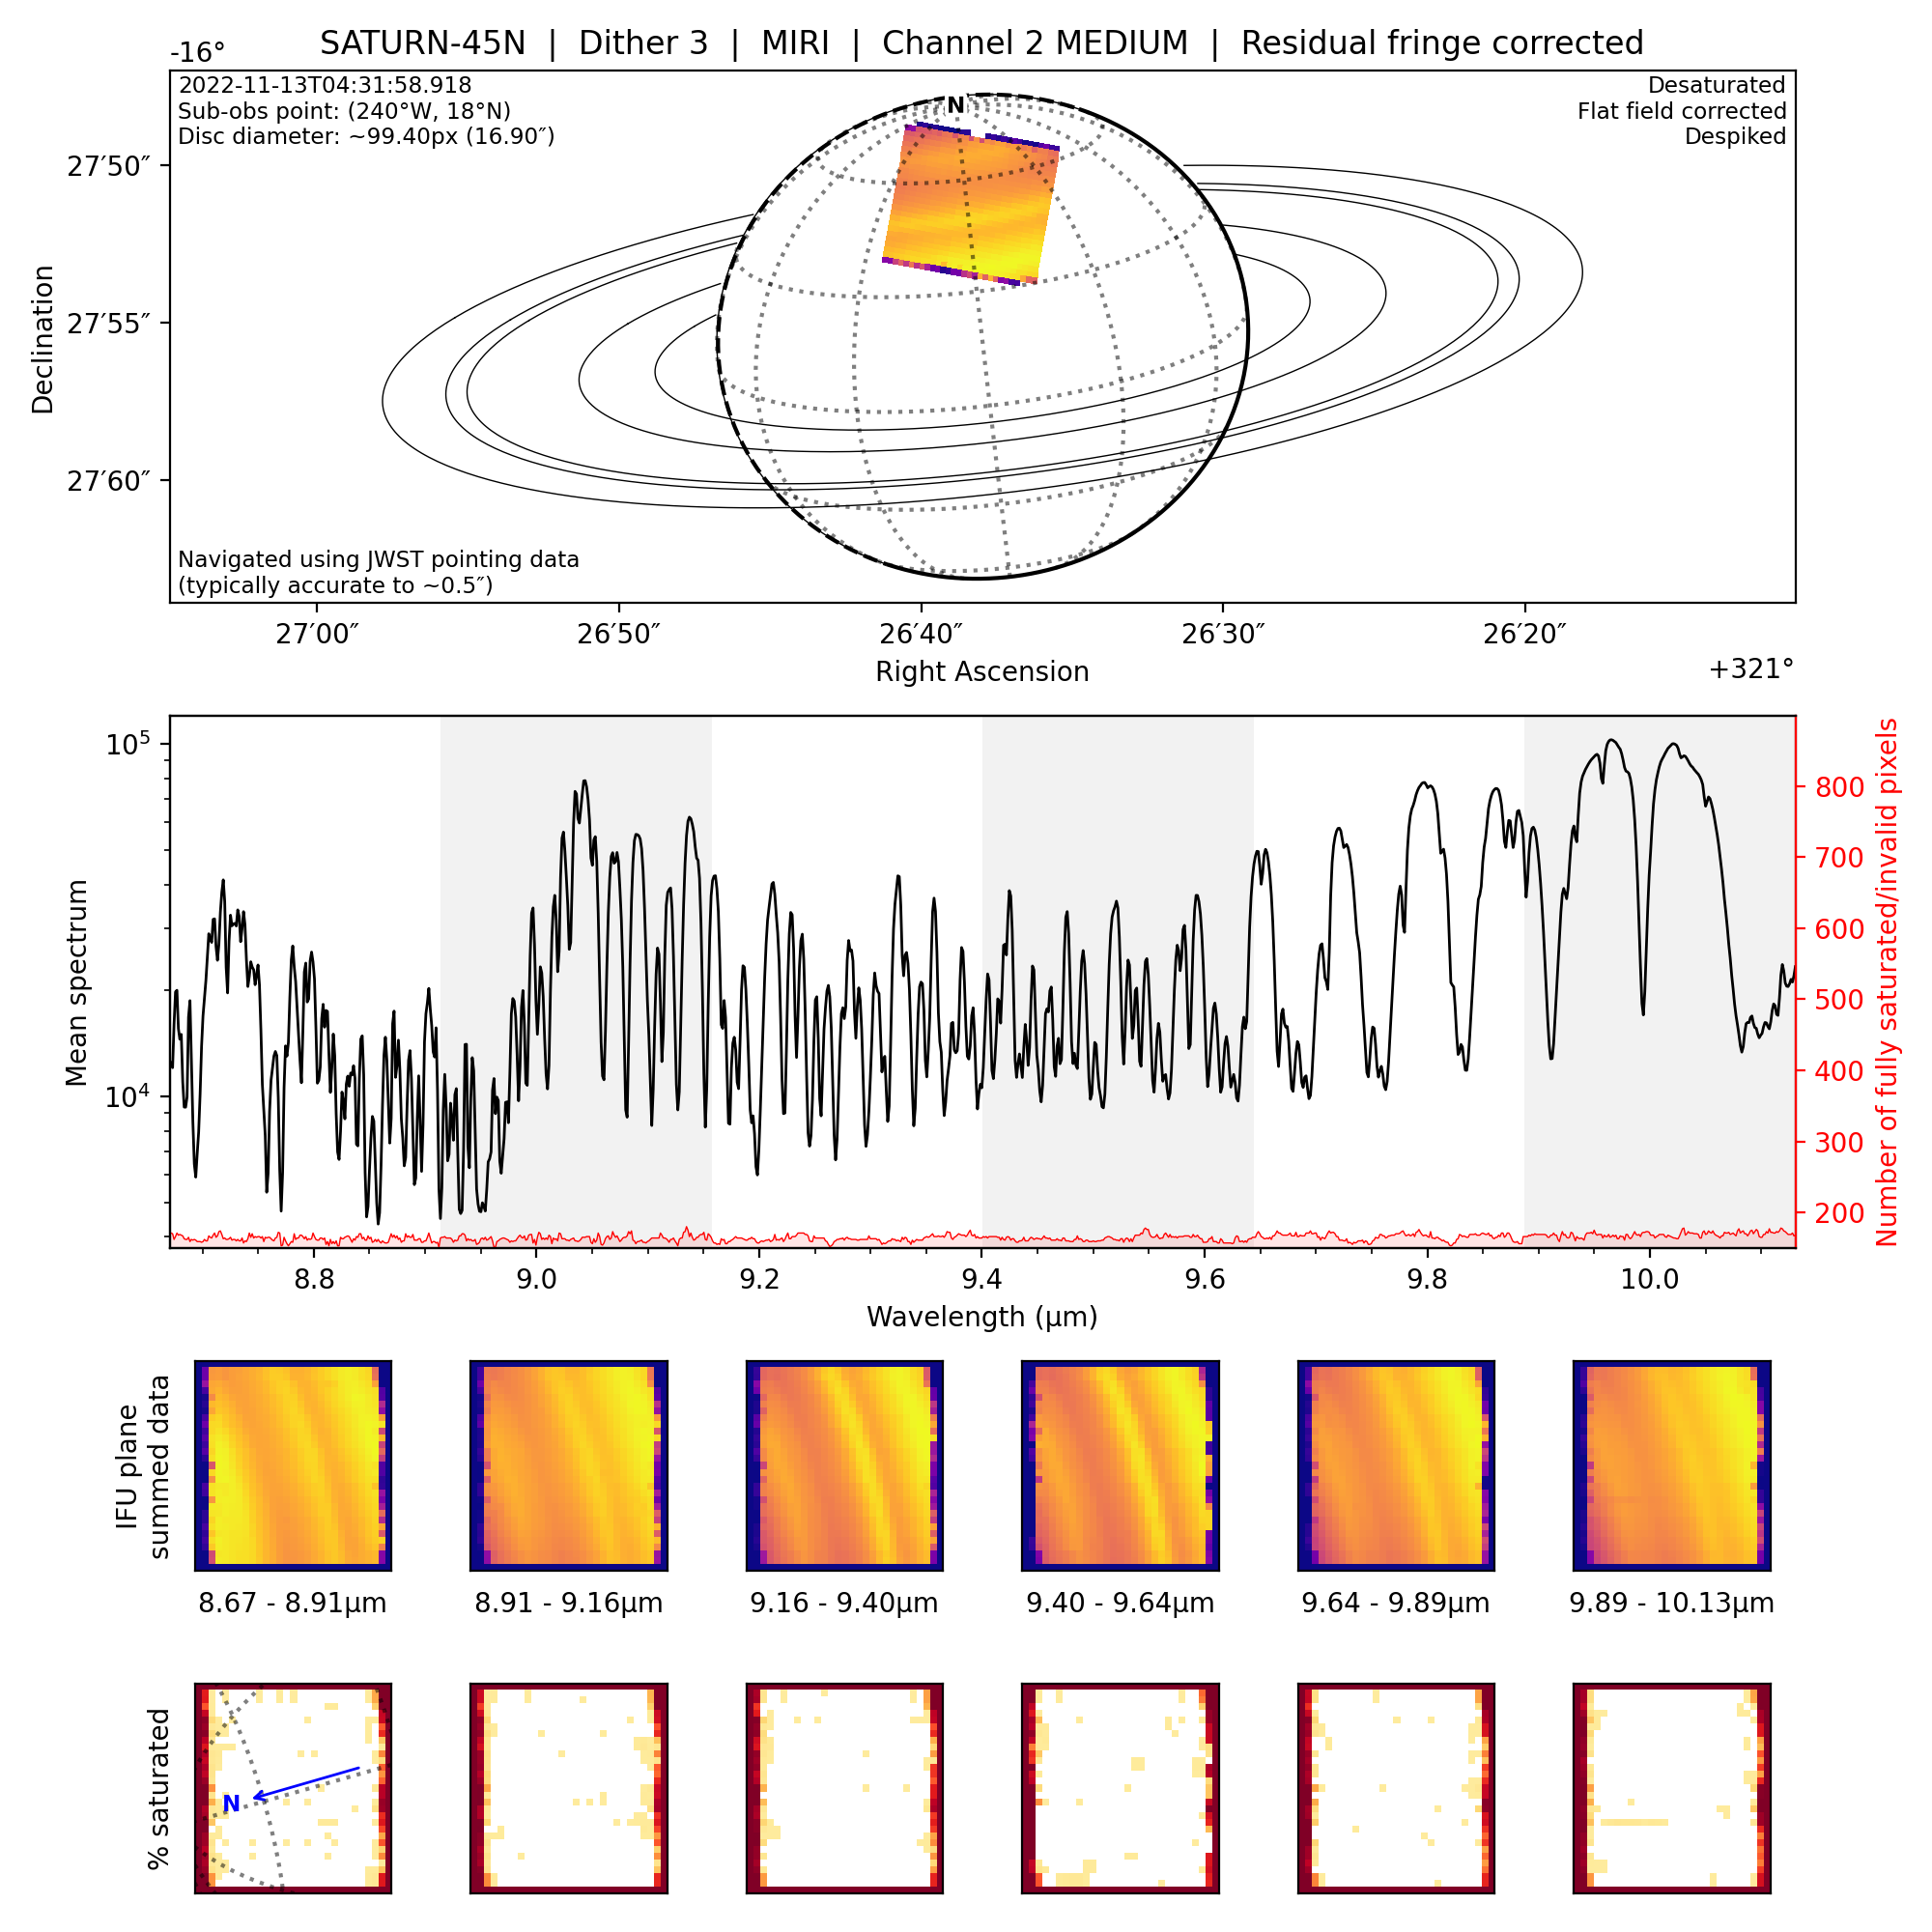 SATURN-45N | Dither 3 | MIRI | Channel 2 MEDIUM | Residual fringe corrected
-16°
2022-11-13T04:31:58.918
Sub-obs point: (240°W, 18°N)
Disc diameter: ~99.40px (16.90″)
Desaturated
Flat field corrected
Despiked
N
27′50″
27′55″
27′60″
Declination
Navigated using JWST pointing data
(typically accurate to ~0.5″)
27′00″ 26′50″ 26′40″ 26′30″ 26′20″
Right Ascension
+321°
10⁵
10⁴
Mean spectrum
800
700
600
500
400
300
200
Number of fully saturated/invalid pixels
8.8 9.0 9.2 9.4 9.6 9.8 10.0
Wavelength (μm)
IFU plane
summed data
8.67 - 8.91μm 8.91 - 9.16μm 9.16 - 9.40μm 9.40 - 9.64μm 9.64 - 9.89μm 9.89 - 10.13μm
% saturated
N